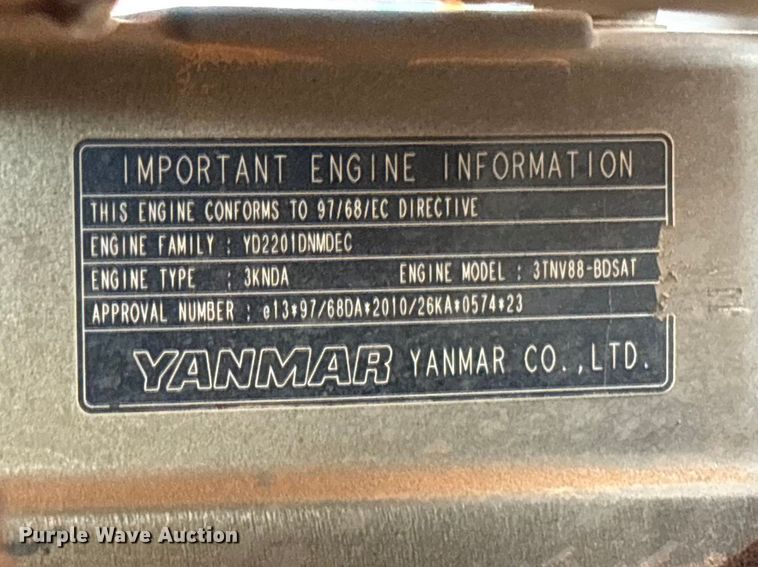 IMPORTANT ENGINE INFORMATION
THIS ENGINE CONFORMS TO 97/68/EC DIRECTIVE
ENGINE FAMILY : YD2201DNMDEC
ENGINE TYPE : 3KNDA ENGINE MODEL : 3TNV88-BDSAT
APPROVAL NUMBER : e13*97/68DA*2010/26KA*0574*23
YANMAR YANMAR CO.,LTD.
Purple Wave Auction